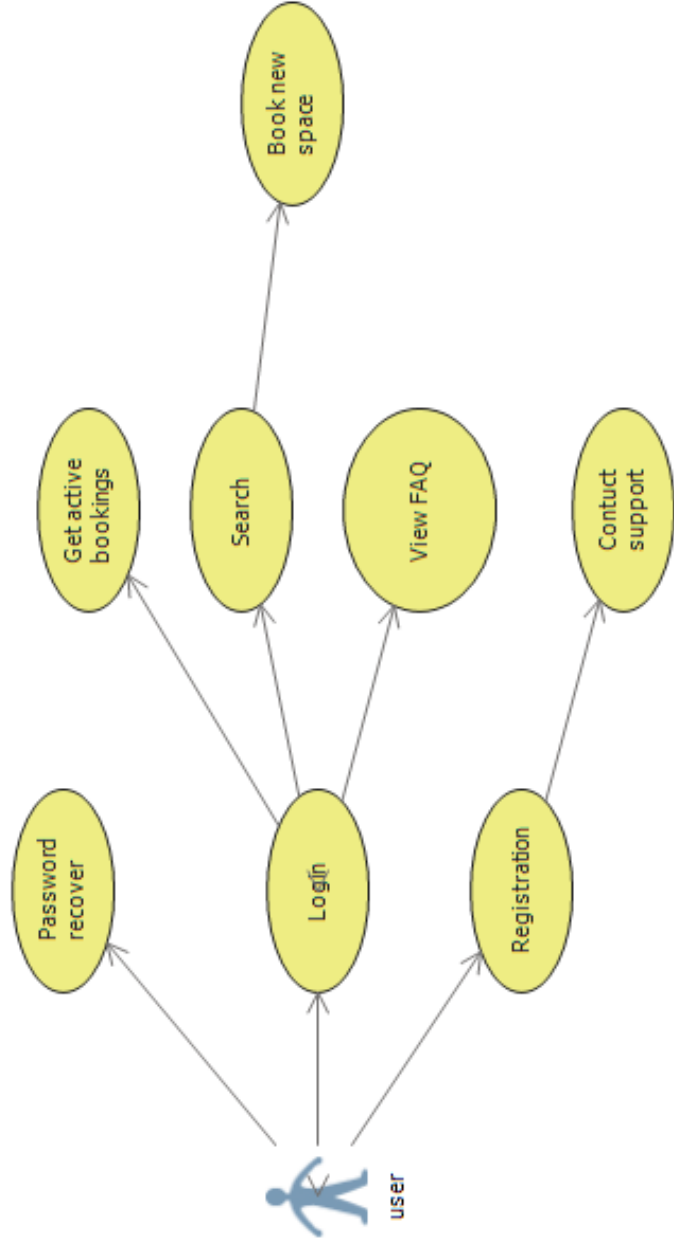 Password
recover
Get active
bookings
Search
Book new
space
Login
View FAQ
Registration
Contuct
support
user